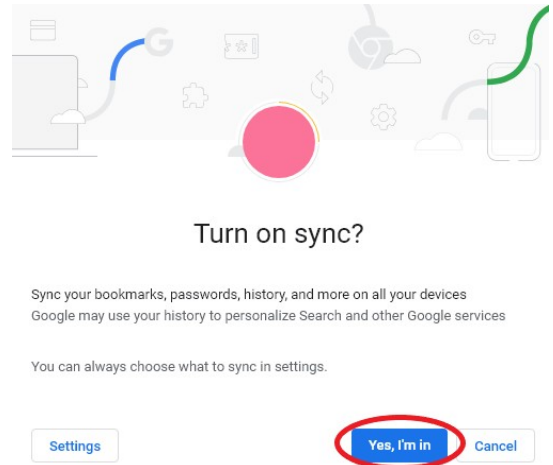 Turn on sync?
Sync your bookmarks, passwords, history, and more on all your devices
Google may use your history to personalize Search and other Google services
You can always choose what to sync in settings.
Settings
Yes, I'm in
Cancel